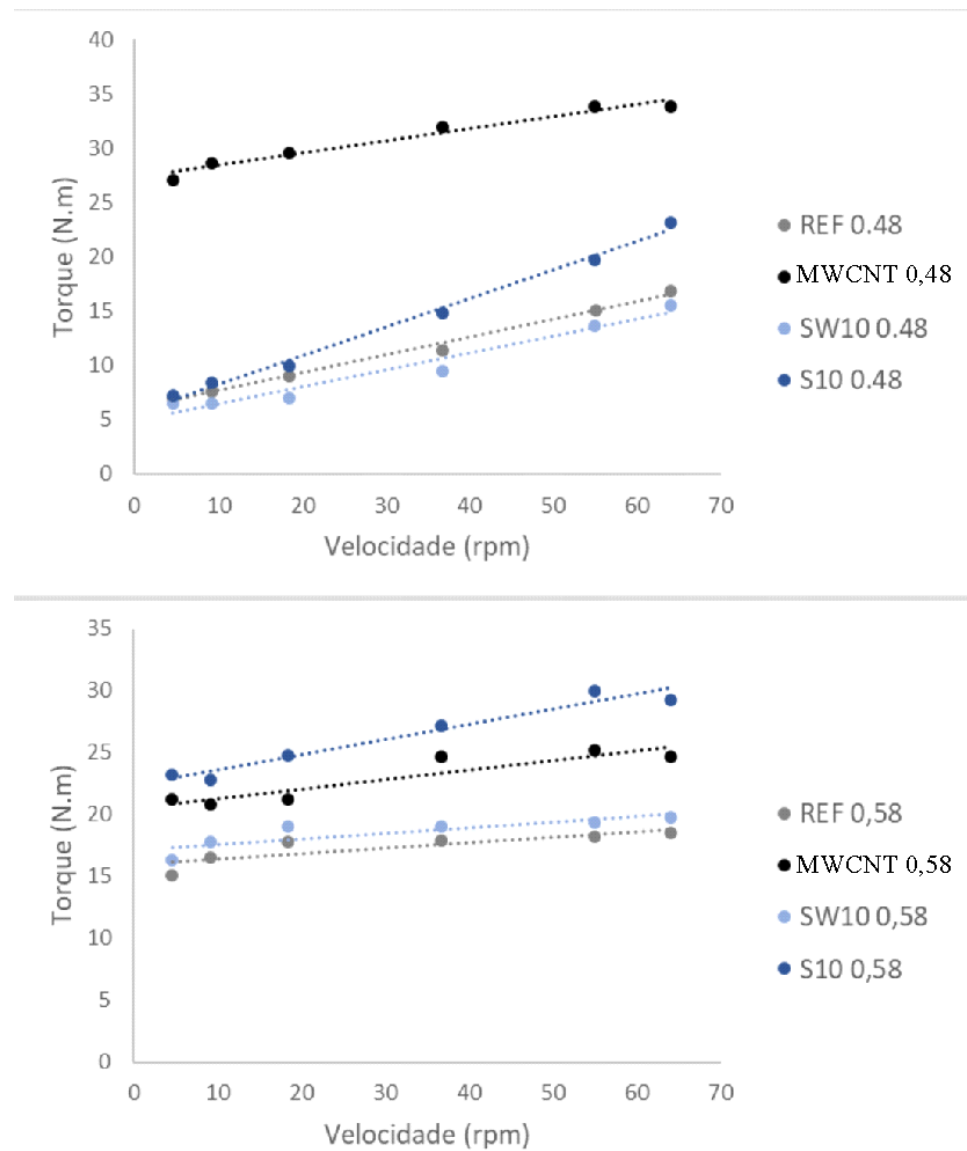 40
35
30
25
20
15
10
5
0
Torque (N.m)
0 10 20 30 40 50 60 70
Velocidade (rpm)
REF 0.48
MWCNT 0,48
SW10 0.48
S10 0.48
35
30
25
20
15
10
5
0
Torque (N.m)
0 10 20 30 40 50 60 70
Velocidade (rpm)
REF 0,58
MWCNT 0,58
SW10 0,58
S10 0,58